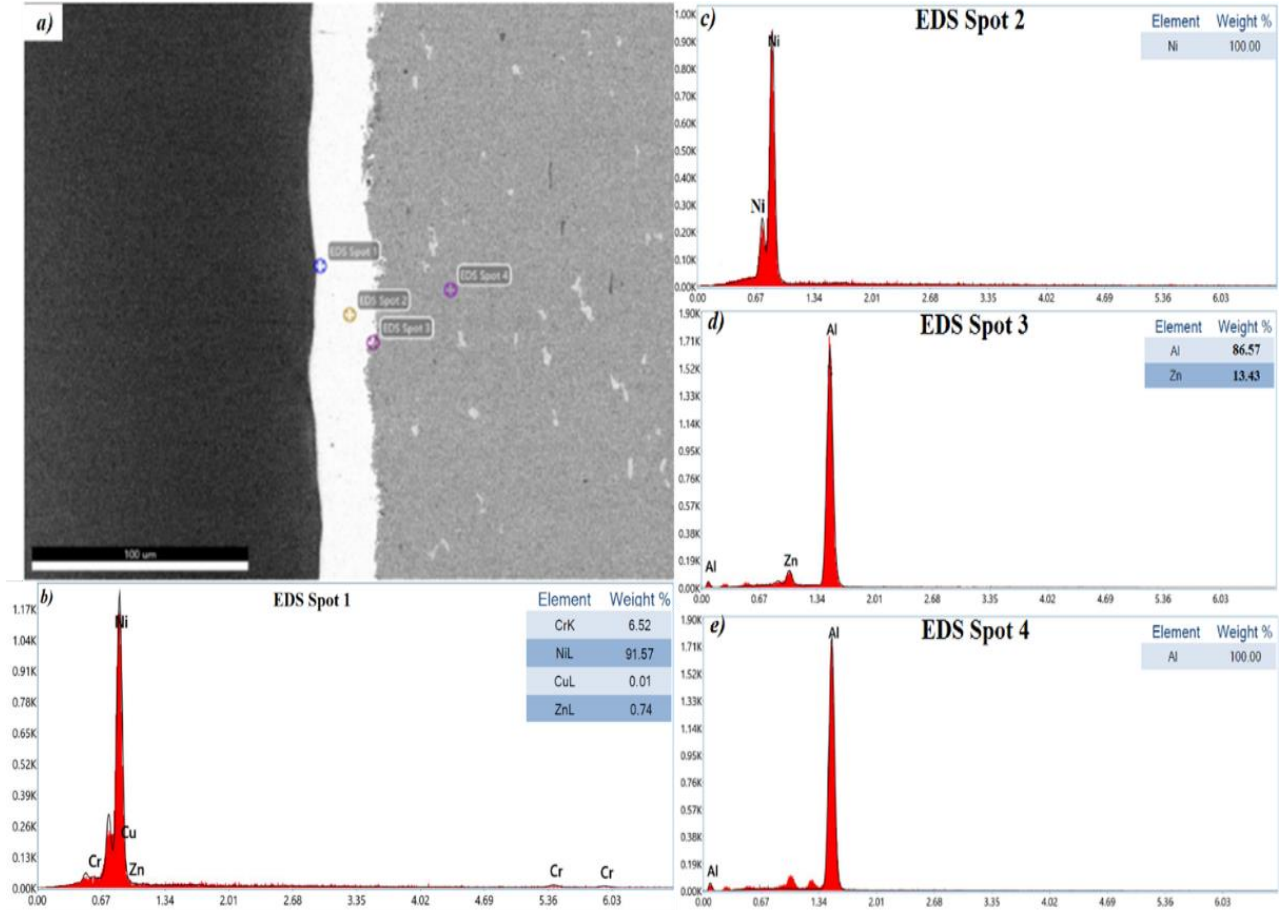 a)
EDS Spot 1
EDS Spot 4
EDS Spot 2
EDS Spot 3
100 um
b)
EDS Spot 1
Element Weight %
CrK 6.52
NiL 91.57
CuL 0.01
ZnL 0.74
1.17K
1.04K
0.91K
0.78K
0.65K
0.52K
0.39K
0.26K
0.13K
0.00K
Ni
Cu
Cr
Zn
Cr
Cr
0.00 0.67 1.34 2.01 2.68 3.35 4.02 4.69 5.36 6.03
c)
EDS Spot 2
Element Weight %
Ni 100.00
1.00K
0.90K
0.80K
0.70K
0.60K
0.50K
0.40K
0.30K
0.20K
0.10K
0.00K
Ni
Ni
0.00 0.67 1.34 2.01 2.68 3.35 4.02 4.69 5.36 6.03
d)
EDS Spot 3
Element Weight %
Al 86.57
Zn 13.43
1.90K
1.71K
1.52K
1.33K
1.14K
0.95K
0.76K
0.57K
0.38K
0.19K
0.00K
Al
Zn
Al
0.00 0.67 1.34 2.01 2.68 3.35 4.02 4.69 5.36 6.03
e)
EDS Spot 4
Element Weight %
Al 100.00
1.90K
1.71K
1.52K
1.33K
1.14K
0.95K
0.76K
0.57K
0.38K
0.19K
0.00K
Al
Al
0.00 0.67 1.34 2.01 2.68 3.35 4.02 4.69 5.36 6.03